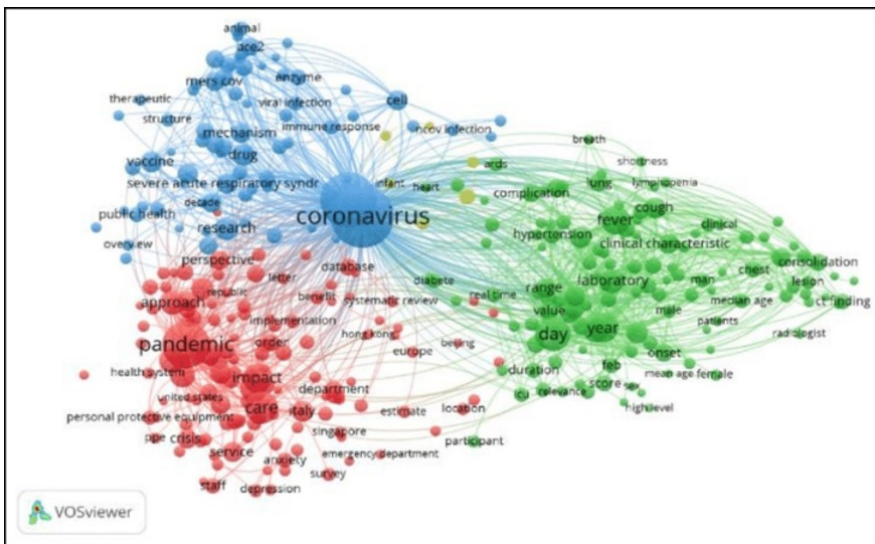 animal
ace2
mers cov
enzyme
therapeutic
viral infection
cell
structure
mechanism
immune response
ncov infection
drug
breath
vaccine
ards
shortness
severe acute respiratory syndr
infant
heart
complication
lung
lymphopenia
decade
public health
coronavirus
cough
fever
clinical
research
hypertension
overview
clinical characteristic
perspective
database
consolidation
letter
diabete
laboratory
man
chest
republic
benefit
systematic review
real time
range
lesion
approach
median age
ct finding
implementation
value
male
patients
pandemic
order
hong kong
day
year
radiologist
beijing
europe
onset
health system
impact
duration
feb
mean age
female
united states
department
score
sex
icu
relevance
care
italy
estimate
location
high level
personal protective equipment
ppe
crisis
singapore
participant
service
anxiety
emergency department
survey
staff
depression
VOSviewer